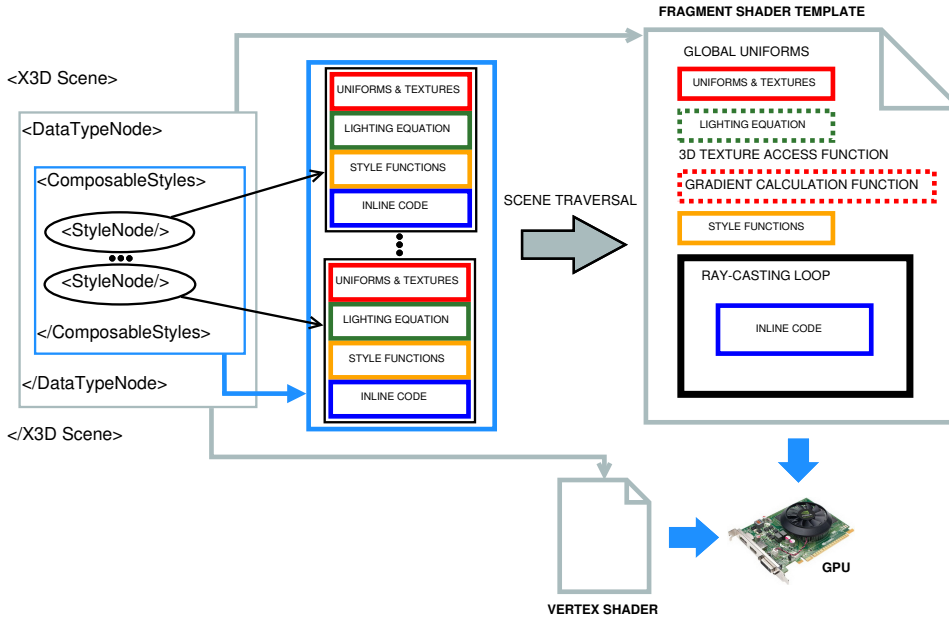 FRAGMENT SHADER TEMPLATE
<X3D Scene>
<DataTypeNode>
<ComposableStyles>
<StyleNode/>
<StyleNode/>
</ComposableStyles>
</DataTypeNode>
</X3D Scene>
UNIFORMS & TEXTURES
LIGHTING EQUATION
STYLE FUNCTIONS
INLINE CODE
UNIFORMS & TEXTURES
LIGHTING EQUATION
STYLE FUNCTIONS
INLINE CODE
SCENE TRAVERSAL
GLOBAL UNIFORMS
UNIFORMS & TEXTURES
LIGHTING EQUATION
3D TEXTURE ACCESS FUNCTION
GRADIENT CALCULATION FUNCTION
STYLE FUNCTIONS
RAY-CASTING LOOP
INLINE CODE
VERTEX SHADER
GPU